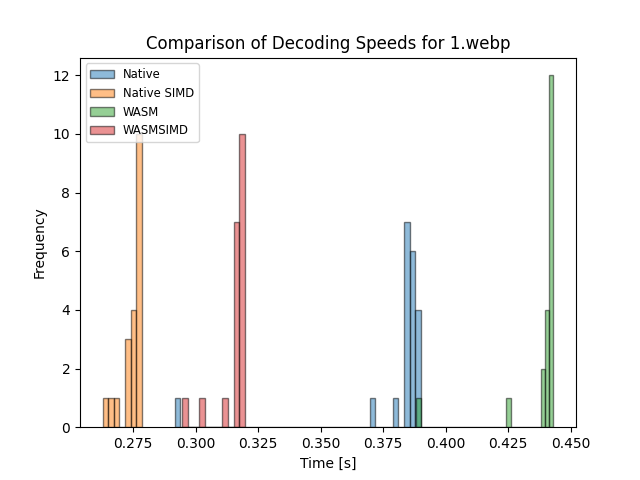 Comparison of Decoding Speeds for 1.webp
Native
Native SIMD
WASM
WASMSIMD
12
10
8
6
4
2
0
Frequency
0.275 0.300 0.325 0.350 0.375 0.400 0.425 0.450
Time [s]